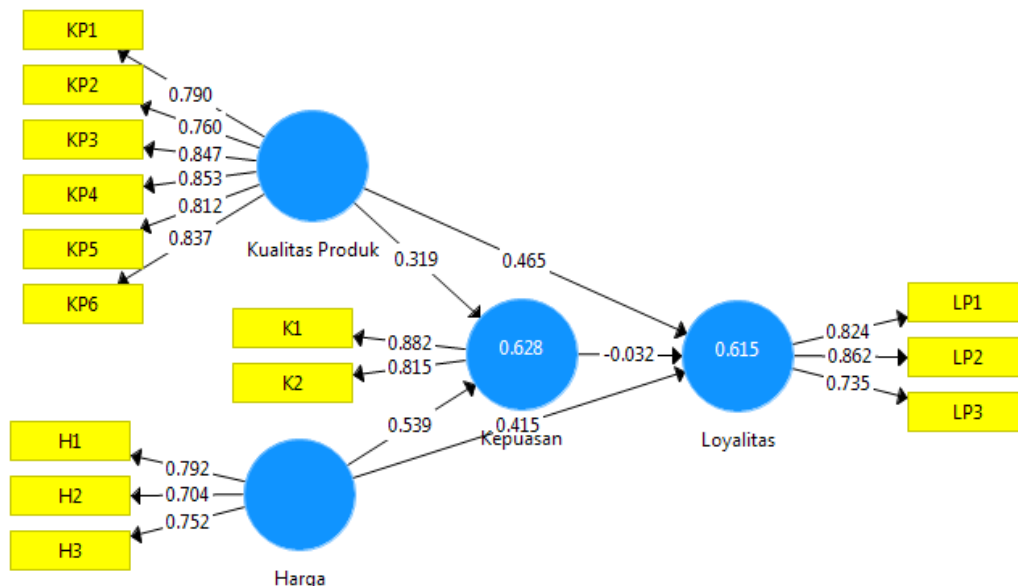 KP1
KP2
KP3
KP4
KP5
KP6
0.790
0.760
0.847
0.853
0.812
0.837
Kualitas Produk
0.319
0.465
K1
K2
0.882
0.815
0.628
-0.032
0.615
Kepuasan
Loyalitas
0.824
0.862
0.735
LP1
LP2
LP3
0.539
0.415
H1
H2
H3
0.792
0.704
0.752
Harga